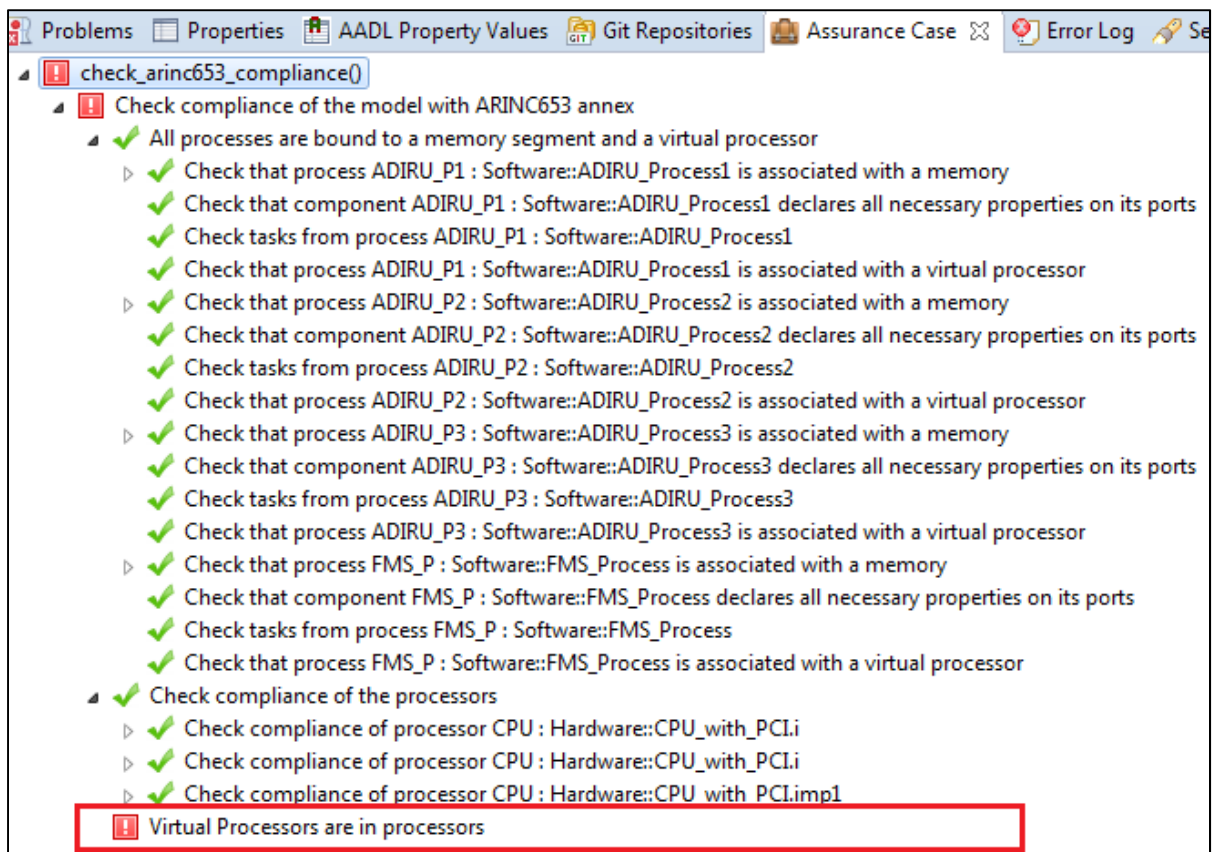 Problems Properties AADL Property Values Git Repositories Assurance Case Error Log Se
check_arinc653_compliance()
Check compliance of the model with ARINC653 annex
All processes are bound to a memory segment and a virtual processor
Check that process ADIRU_P1 : Software::ADIRU_Process1 is associated with a memory
Check that component ADIRU_P1 : Software::ADIRU_Process1 declares all necessary properties on its ports
Check tasks from process ADIRU_P1 : Software::ADIRU_Process1
Check that process ADIRU_P1 : Software::ADIRU_Process1 is associated with a virtual processor
Check that process ADIRU_P2 : Software::ADIRU_Process2 is associated with a memory
Check that component ADIRU_P2 : Software::ADIRU_Process2 declares all necessary properties on its ports
Check tasks from process ADIRU_P2 : Software::ADIRU_Process2
Check that process ADIRU_P2 : Software::ADIRU_Process2 is associated with a virtual processor
Check that process ADIRU_P3 : Software::ADIRU_Process3 is associated with a memory
Check that component ADIRU_P3 : Software::ADIRU_Process3 declares all necessary properties on its ports
Check tasks from process ADIRU_P3 : Software::ADIRU_Process3
Check that process ADIRU_P3 : Software::ADIRU_Process3 is associated with a virtual processor
Check that process FMS_P : Software::FMS_Process is associated with a memory
Check that component FMS_P : Software::FMS_Process declares all necessary properties on its ports
Check tasks from process FMS_P : Software::FMS_Process
Check that process FMS_P : Software::FMS_Process is associated with a virtual processor
Check compliance of the processors
Check compliance of processor CPU : Hardware::CPU_with_PCI.i
Check compliance of processor CPU : Hardware::CPU_with_PCI.i
Check compliance of processor CPU : Hardware::CPU_with_PCI.imp1
Virtual Processors are in processors